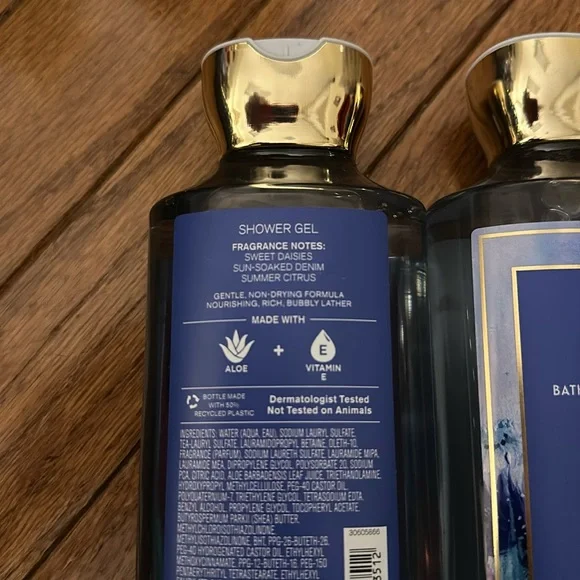 SHOWER GEL
FRAGRANCE NOTES:
SWEET DAISIES
SUN-SOAKED DENIM
SUMMER CITRUS
GENTLE, NON-DRYING FORMULA
NOURISHING, RICH, BUBBLY LATHER
MADE WITH
ALOE
+
E
VITAMIN
E
BOTTLE MADE
WITH 50%
RECYCLED PLASTIC
Dermatologist Tested
Not Tested on Animals
INGREDIENTS: WATER (AQUA, EAU), SODIUM LAURYL SULFATE,
TEA-LAURYL SULFATE, LAURAMIDOPROPYL BETAINE, OLETH-10,
FRAGRANCE (PARFUM), SODIUM LAURETH SULFATE, LAURAMIDE MIPA,
LAURAMIDE MEA, DIPROPYLENE GLYCOL, POLYSORBATE 20, SODIUM
PCA, CITRIC ACID, ALOE BARBADENSIS LEAF JUICE, TRIETHANOLAMINE,
HYDROXYPROPYL METHYLCELLULOSE, PEG-40 CASTOR OIL,
POLYQUATERNIUM-7, TRIETHYLENE GLYCOL, TETRASODIUM EDTA,
BENZYL ALCOHOL, PROPYLENE GLYCOL, TOCOPHERYL ACETATE,
BUTYROSPERMUM PARKII (SHEA) BUTTER,
METHYLCHLOROISOTHIAZOLINONE,
METHYLISOTHIAZOLINONE, BHT, PPG-26-BUTETH-26,
PEG-40 HYDROGENATED CASTOR OIL, ETHYLHEXYL
METHOXYCINNAMATE, PPG-12-BUTETH-16, PEG-150
PENTAERYTHRITYL TETRASTEARATE, ETHYLHEXYL
30605866
3512
BATH